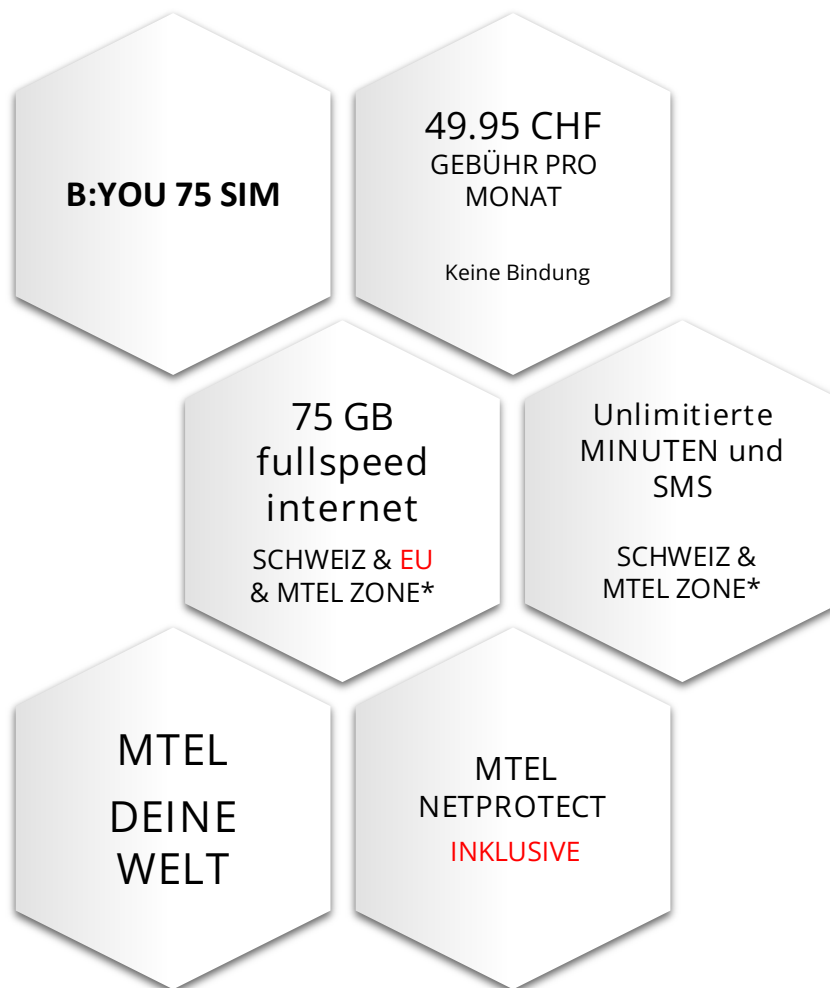 B:YOU 75 SIM
49.95 CHF
GEBÜHR PRO
MONAT
Keine Bindung
75 GB
fullspeed
internet
SCHWEIZ & EU
& MTEL ZONE*
Unlimitierte
MINUTEN und
SMS
SCHWEIZ &
MTEL ZONE*
MTEL
DEINE
WELT
MTEL
NETPROTECT
INKLUSIVE